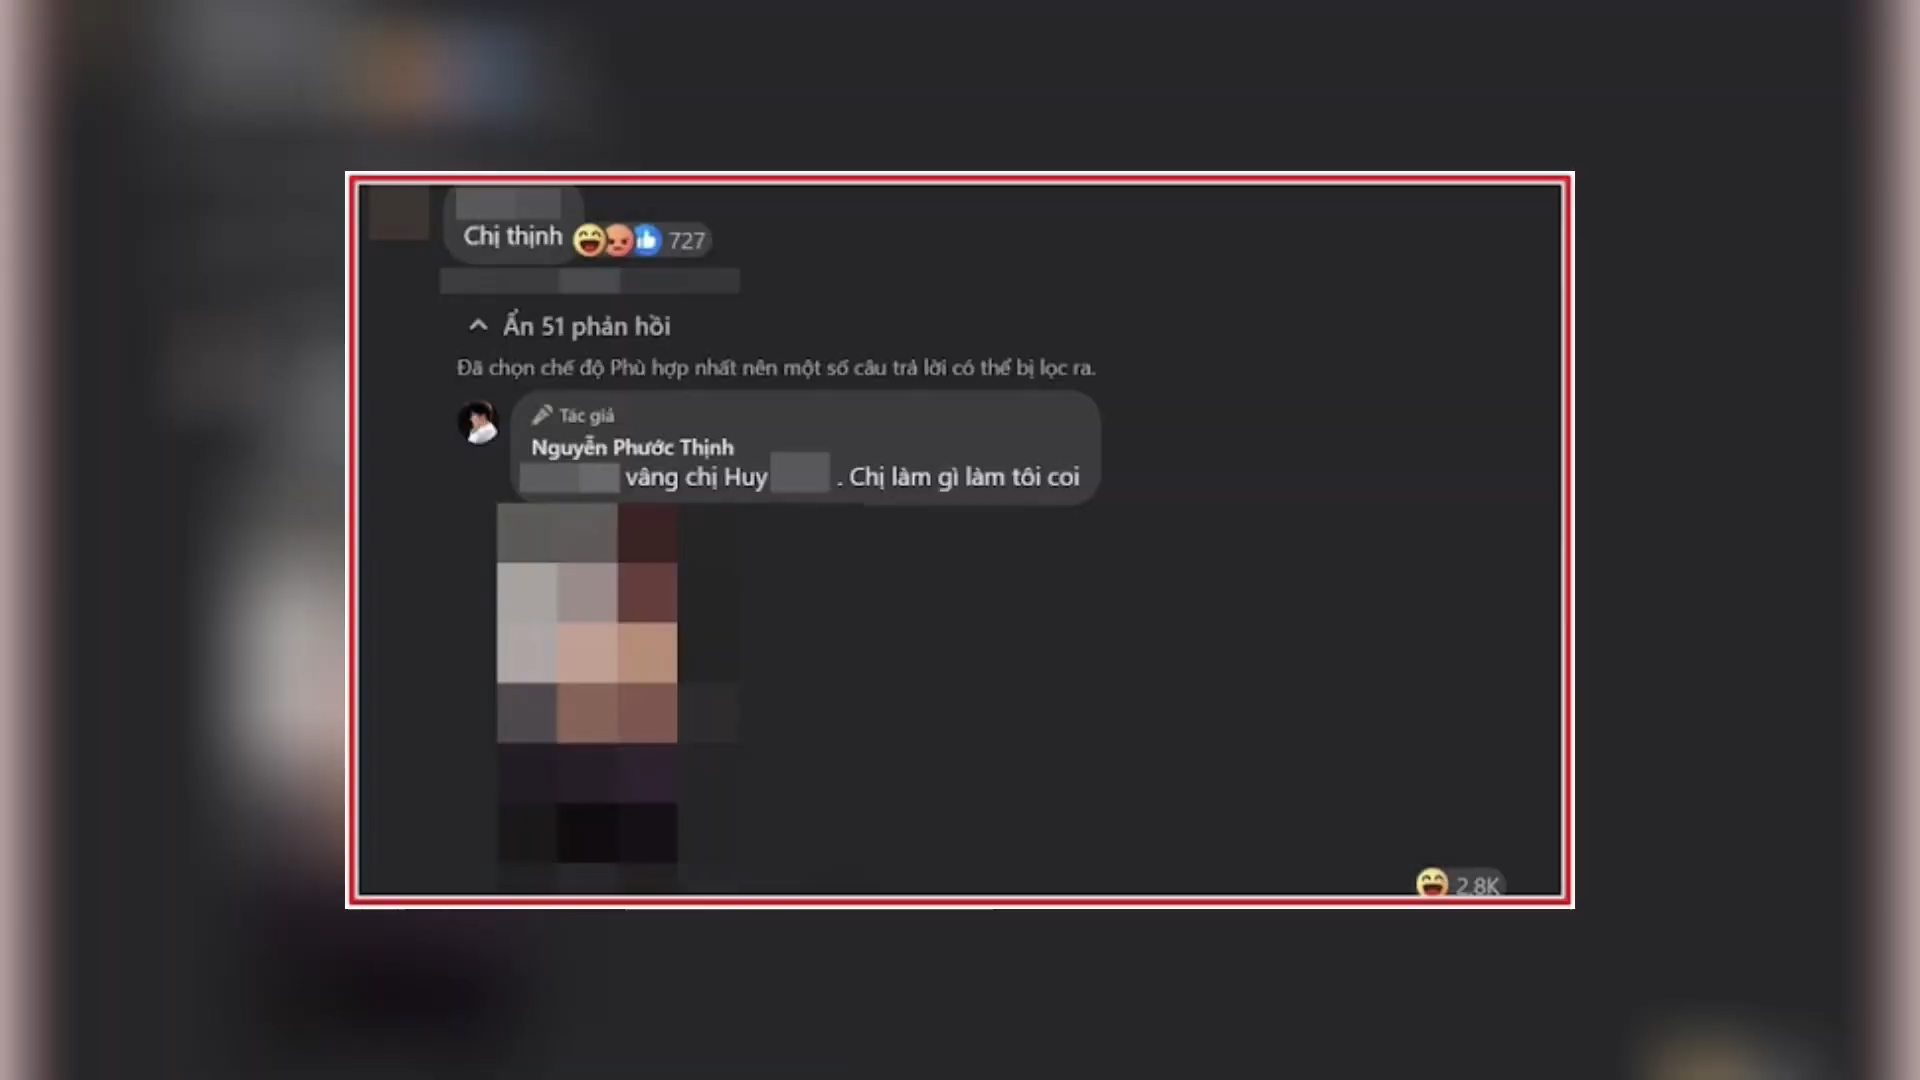 Chị thịnh
727
Ẩn 51 phản hồi
Đã chọn chế độ Phù hợp nhất nên một số câu trả lời có thể bị lọc ra.
Tác giả
Nguyễn Phước Thịnh
vâng chị Huy . Chị làm gì làm tôi coi
2,8K